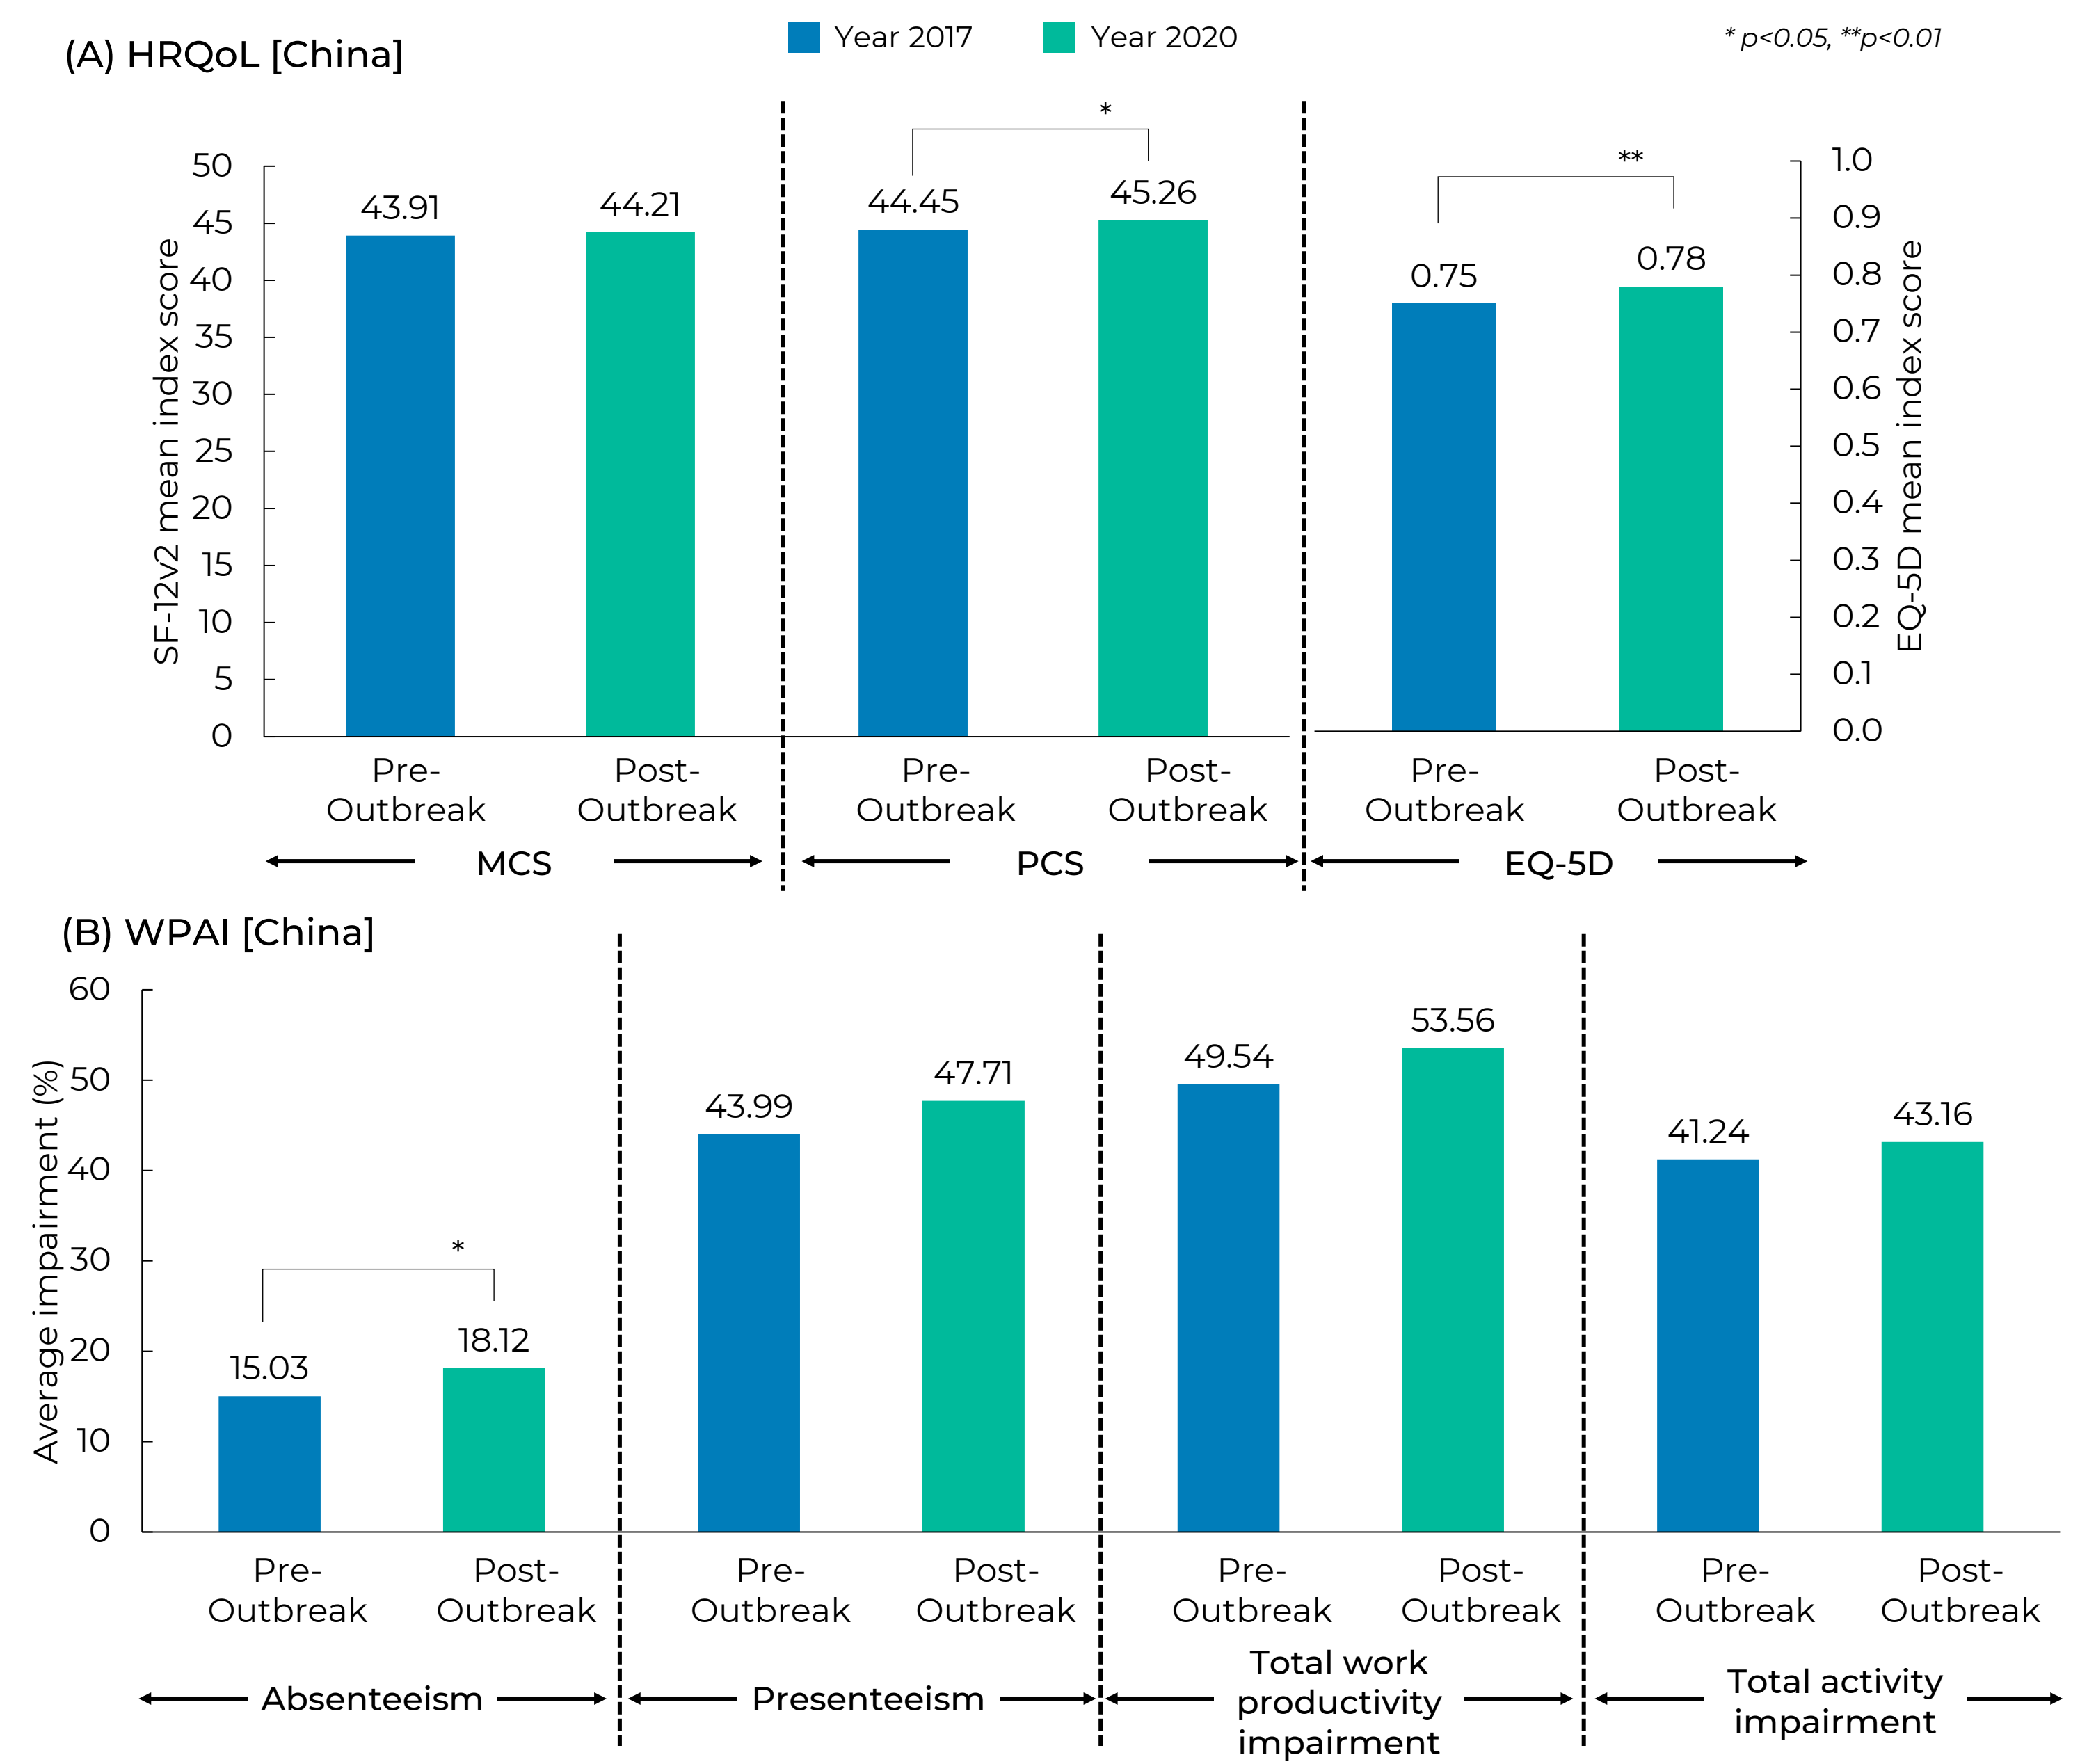 (A) HRQoL [China]
Year 2017
Year 2020
* p<0.05, **p<0.01
SF-12v2 mean index score
50
45
40
35
30
25
20
15
10
5
0
43.91
44.21
*
44.45
45.26
**
0.75
0.78
1.0
0.9
0.8
0.7
0.6
0.5
0.4
0.3
0.2
0.1
0.0
EQ-5D mean index score
Pre-
Outbreak
Post-
Outbreak
Pre-
Outbreak
Post-
Outbreak
Pre-
Outbreak
Post-
Outbreak
MCS
PCS
EQ-5D
(B) WPAI [China]
Average impairment (%)
60
50
40
30
20
10
0
*
15.03
18.12
43.99
47.71
49.54
53.56
41.24
43.16
Pre-
Outbreak
Post-
Outbreak
Pre-
Outbreak
Post-
Outbreak
Pre-
Outbreak
Post-
Outbreak
Pre-
Outbreak
Post-
Outbreak
Absenteeism
Presenteeism
Total work
productivity
impairment
Total activity
impairment